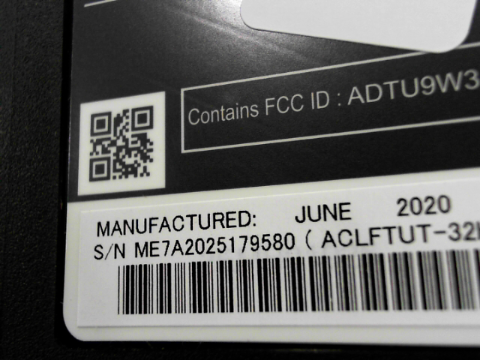 Contains FCC ID : ADTU9W3
MANUFACTURED: JUNE 2020
S/N ME7A2025179580 ( ACLFTUT-32